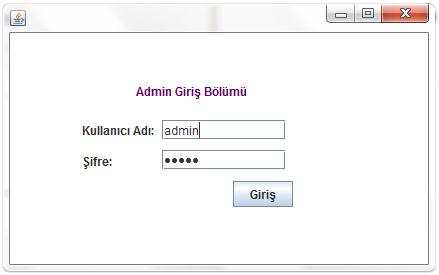 Admin Giriş Bölümü
Kullanıcı Adı: admin
Şifre: •••••
Giriş